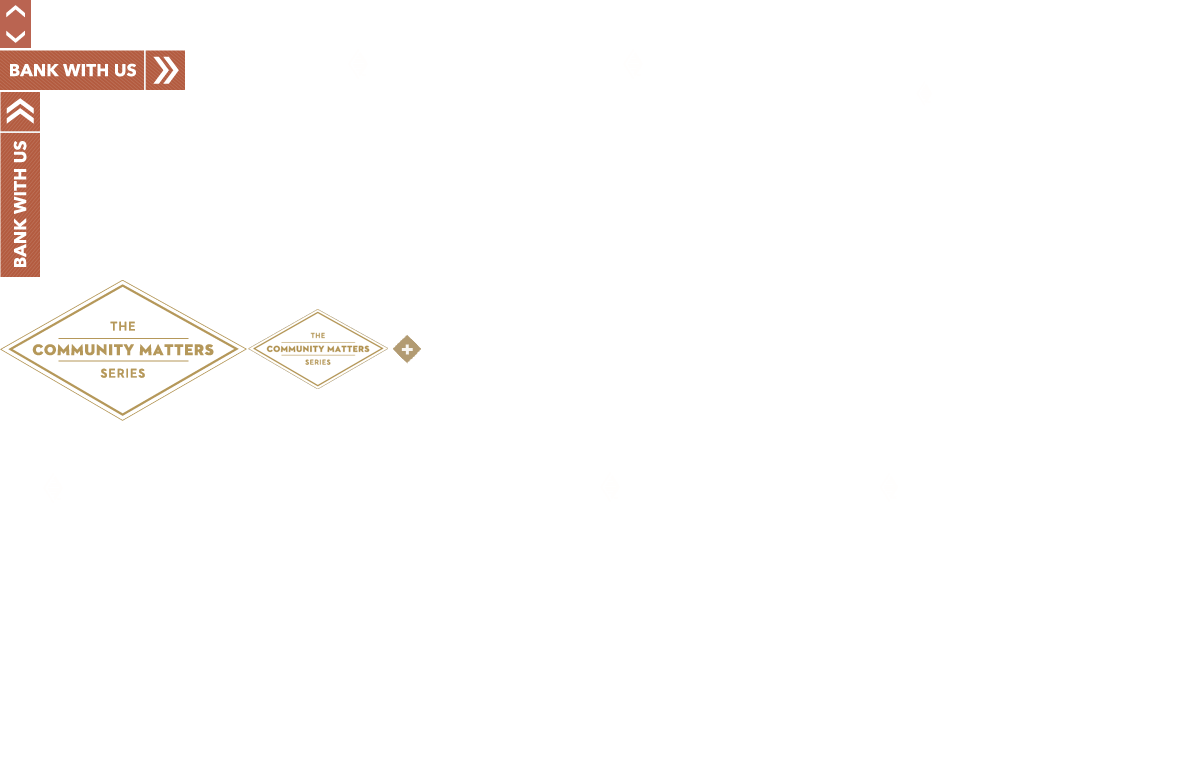 BANK WITH US
BANK WITH US
THE
COMMUNITY MATTERS
SERIES
THE
COMMUNITY MATTERS
SERIES